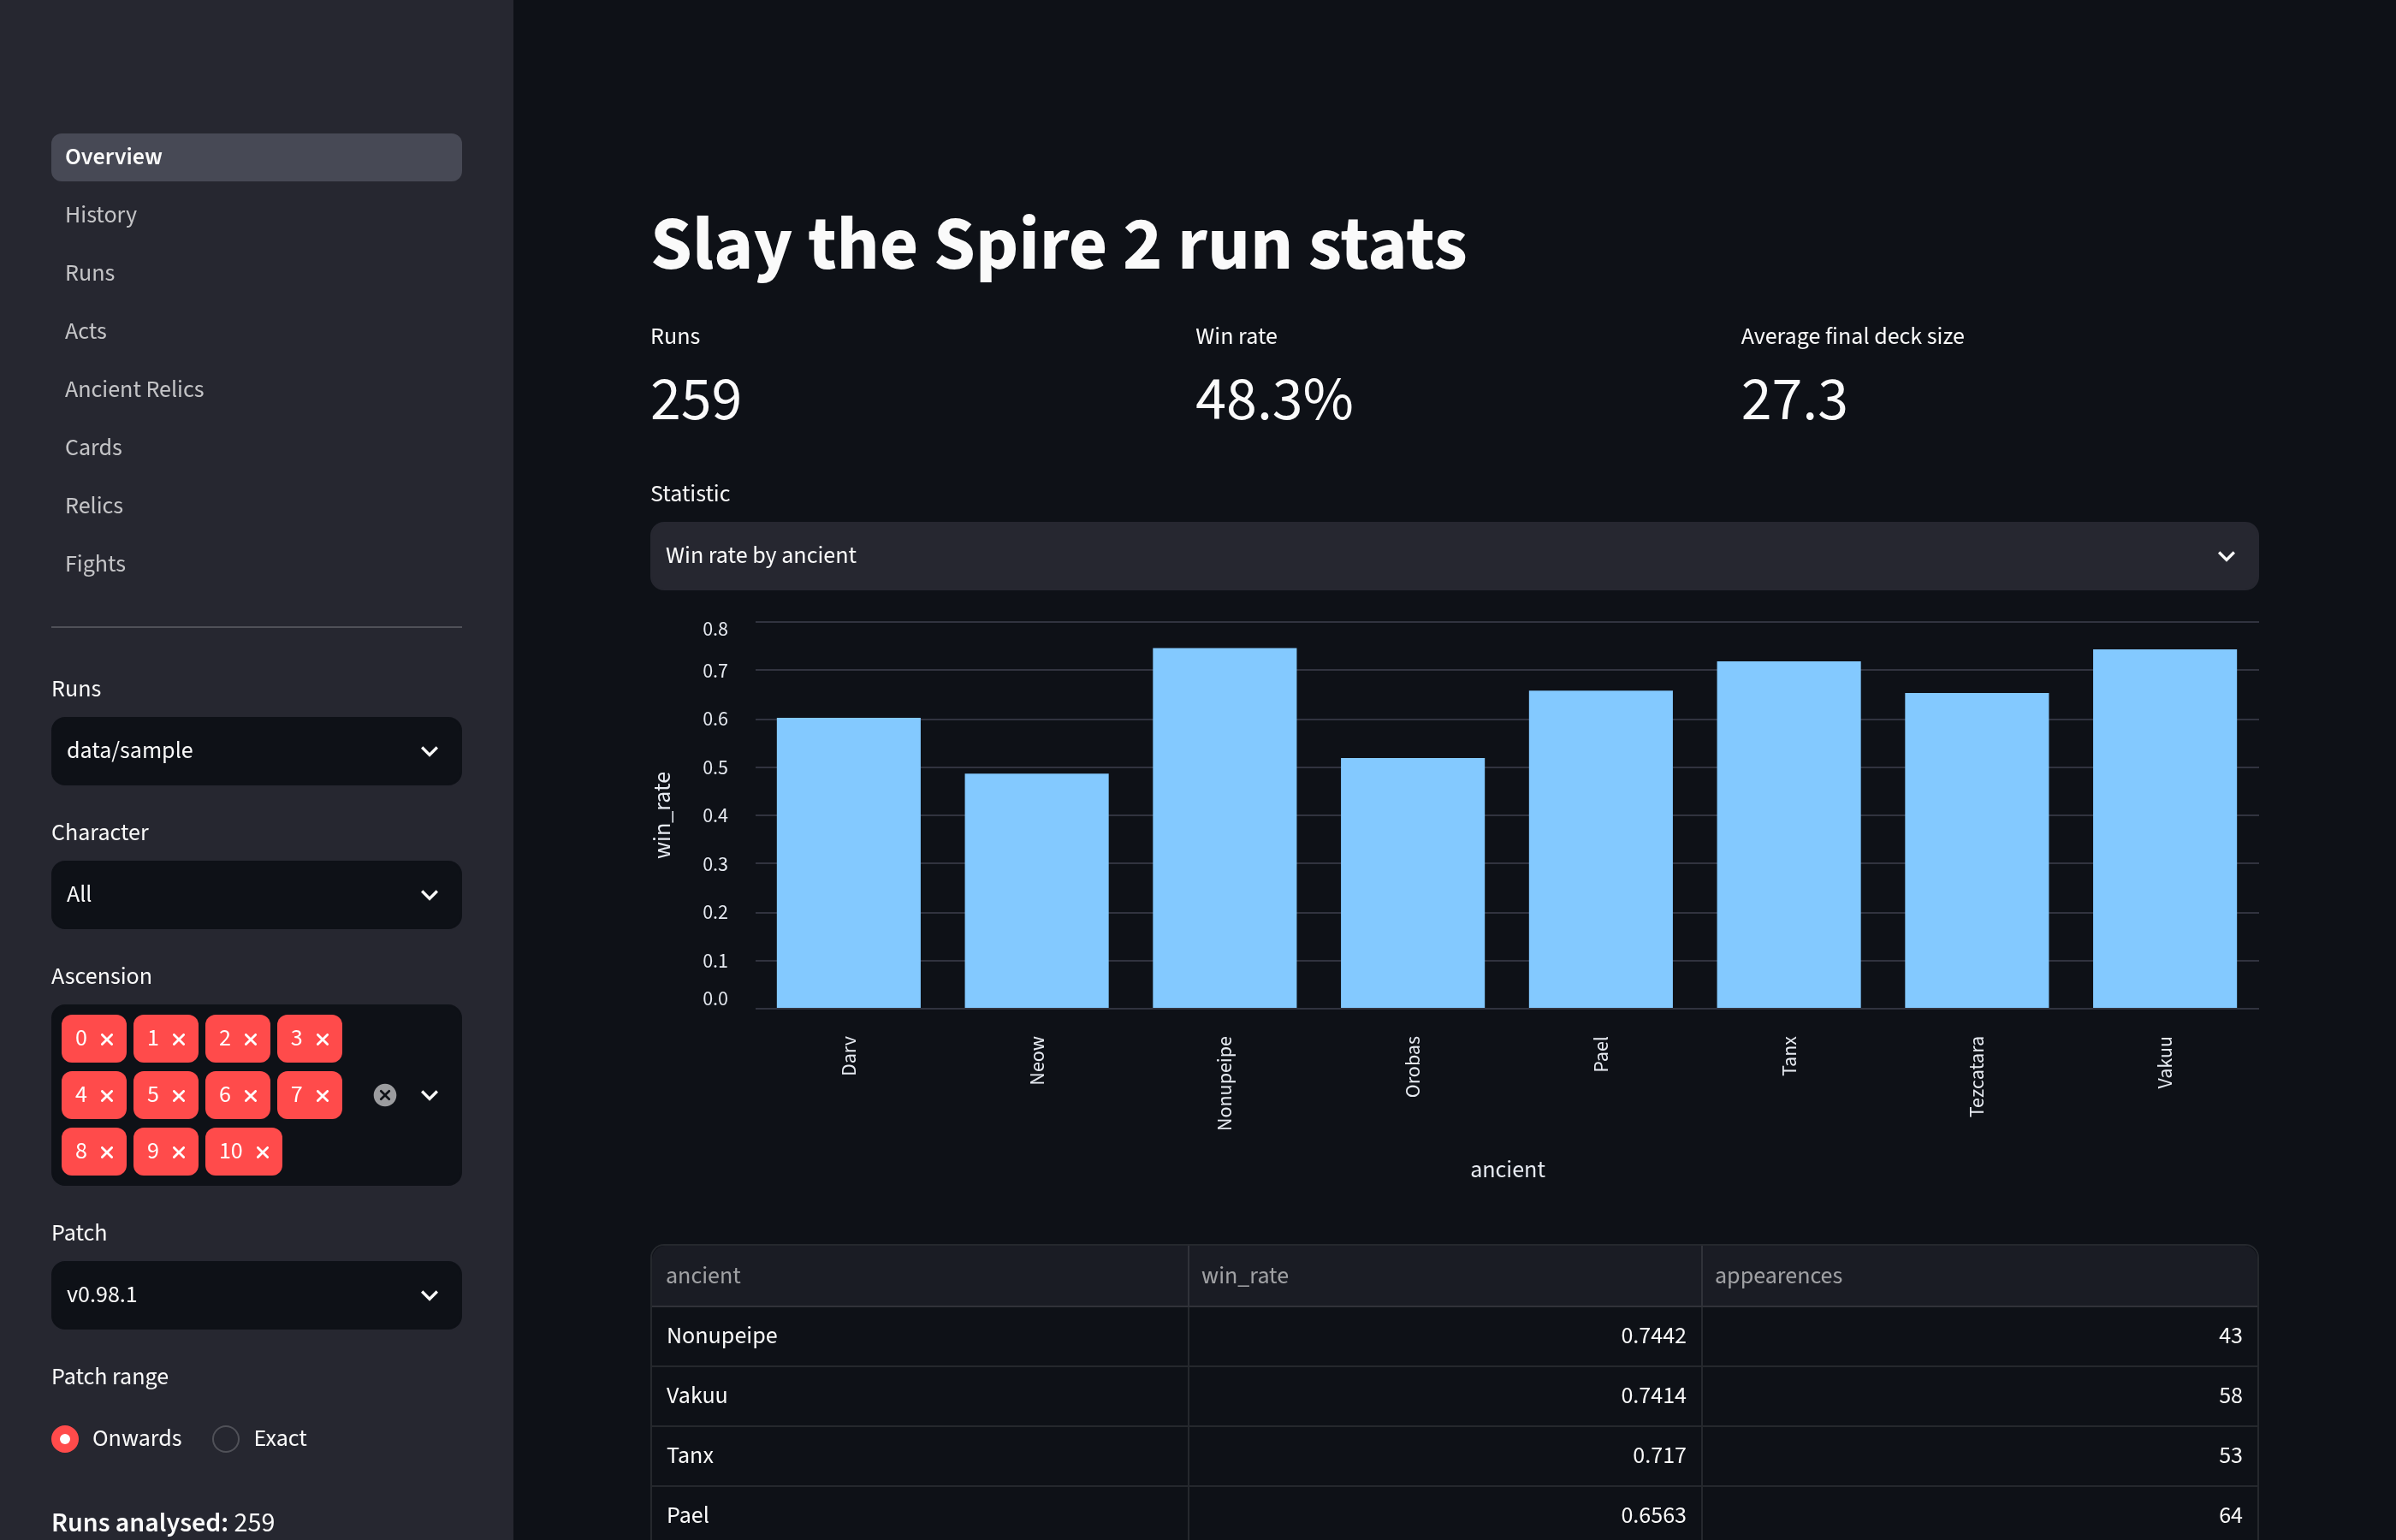 Overview
History
Runs
Acts
Ancient Relics
Cards
Relics
Fights
Runs
data/sample
Character
All
Ascension
0 1 2 3
4 5 6 7
8 9 10
Patch
v0.98.1
Patch range
Onwards Exact
Runs analysed: 259
Slay the Spire 2 run stats
Runs Win rate Average final deck size
259 48.3% 27.3
Statistic
Win rate by ancient
win_rate
0.8
0.7
0.6
0.5
0.4
0.3
0.2
0.1
0.0
Darv Neow Nonupeipe Orobas Pael Tanx Tezcatara Vakuu
ancient
ancient win_rate appearences
Nonupeipe 0.7442 43
Vakuu 0.7414 58
Tanx 0.717 53
Pael 0.6563 64